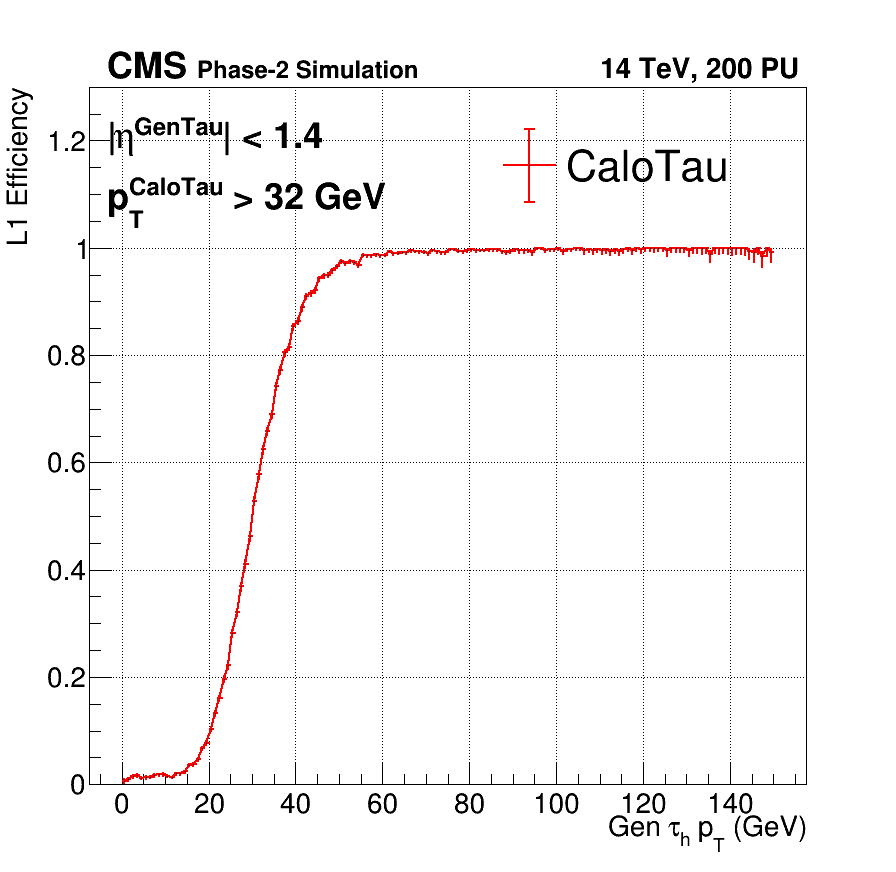 CMS Phase-2 Simulation 14 TeV, 200 PU
L1 Efficiency
|η^GenTau| < 1.4
p_T^CaloTau > 32 GeV
CaloTau
1.2
1
0.8
0.6
0.4
0.2
0
0 20 40 60 80 100 120 140
Gen τ_h p_T (GeV)